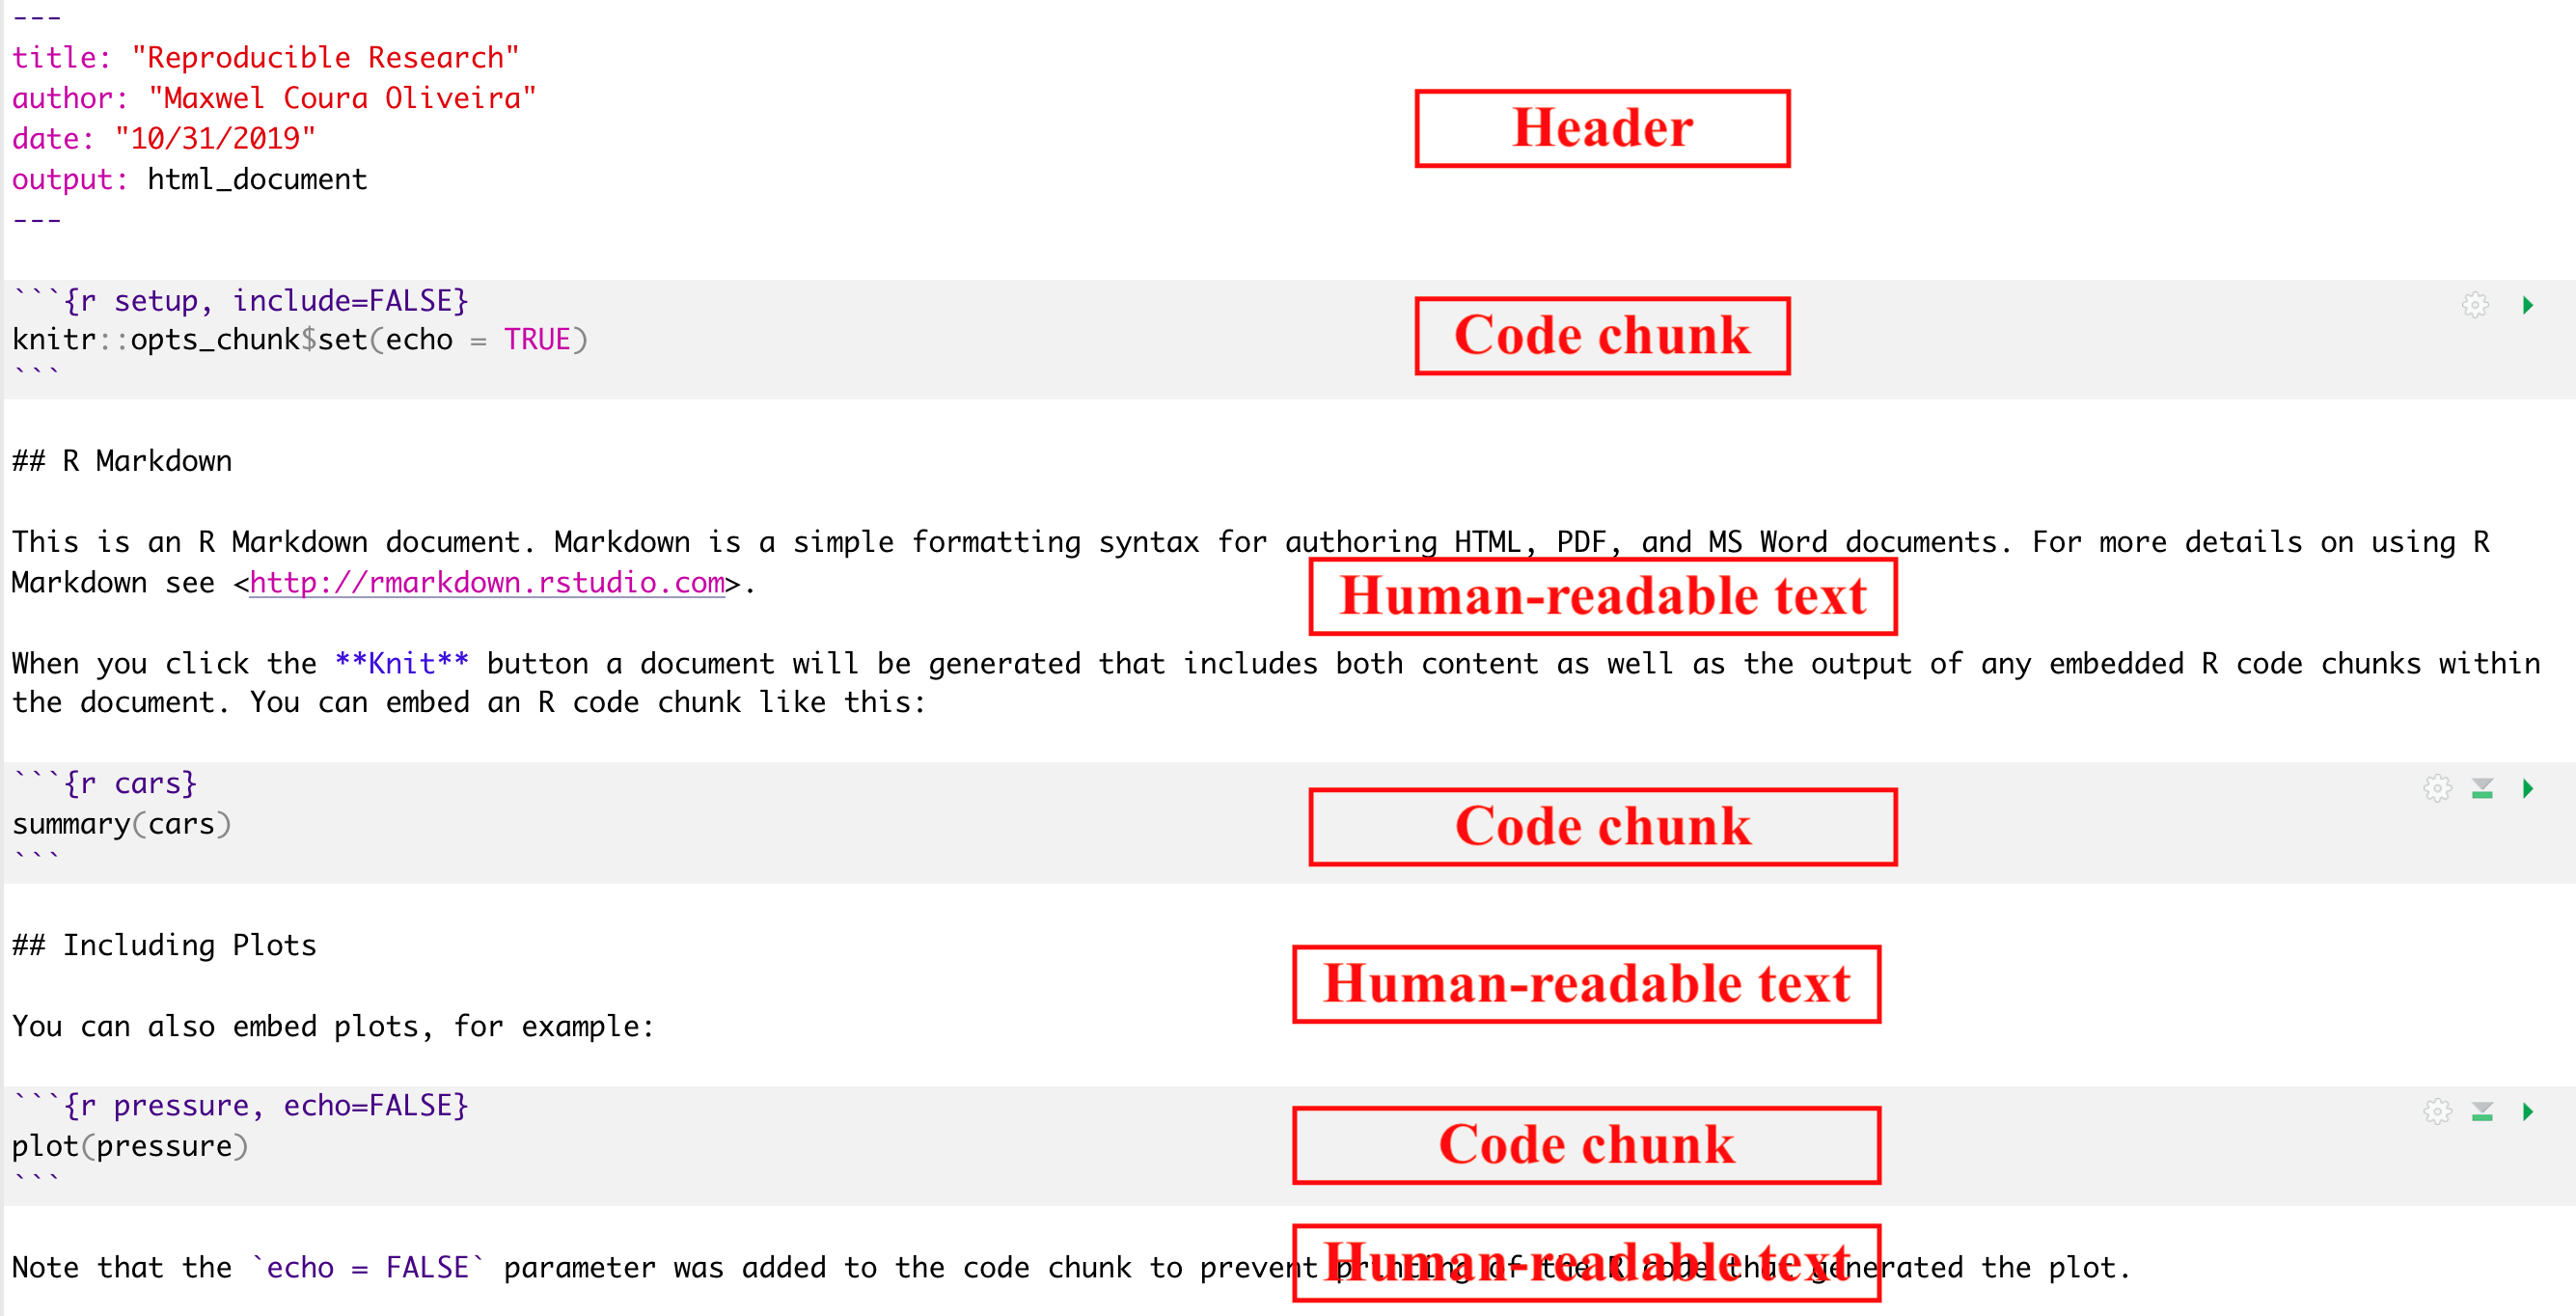 ---
title: "Reproducible Research"
author: "Maxwel Coura Oliveira"
date: "10/31/2019"
output: html_document
---
Header
```{r setup, include=FALSE}
knitr::opts_chunk$set(echo = TRUE)
```
Code chunk
## R Markdown
This is an R Markdown document. Markdown is a simple formatting syntax for authoring HTML, PDF, and MS Word documents. For more details on using R
Markdown see <http://rmarkdown.rstudio.com>.
Human-readable text
When you click the **Knit** button a document will be generated that includes both content as well as the output of any embedded R code chunks within
the document. You can embed an R code chunk like this:
```{r cars}
summary(cars)
```
Code chunk
## Including Plots
Human-readable text
You can also embed plots, for example:
```{r pressure, echo=FALSE}
plot(pressure)
```
Code chunk
Note that the `echo = FALSE` parameter was added to the code chunk to prevent printing of the R code that generated the plot.
Human-readable text